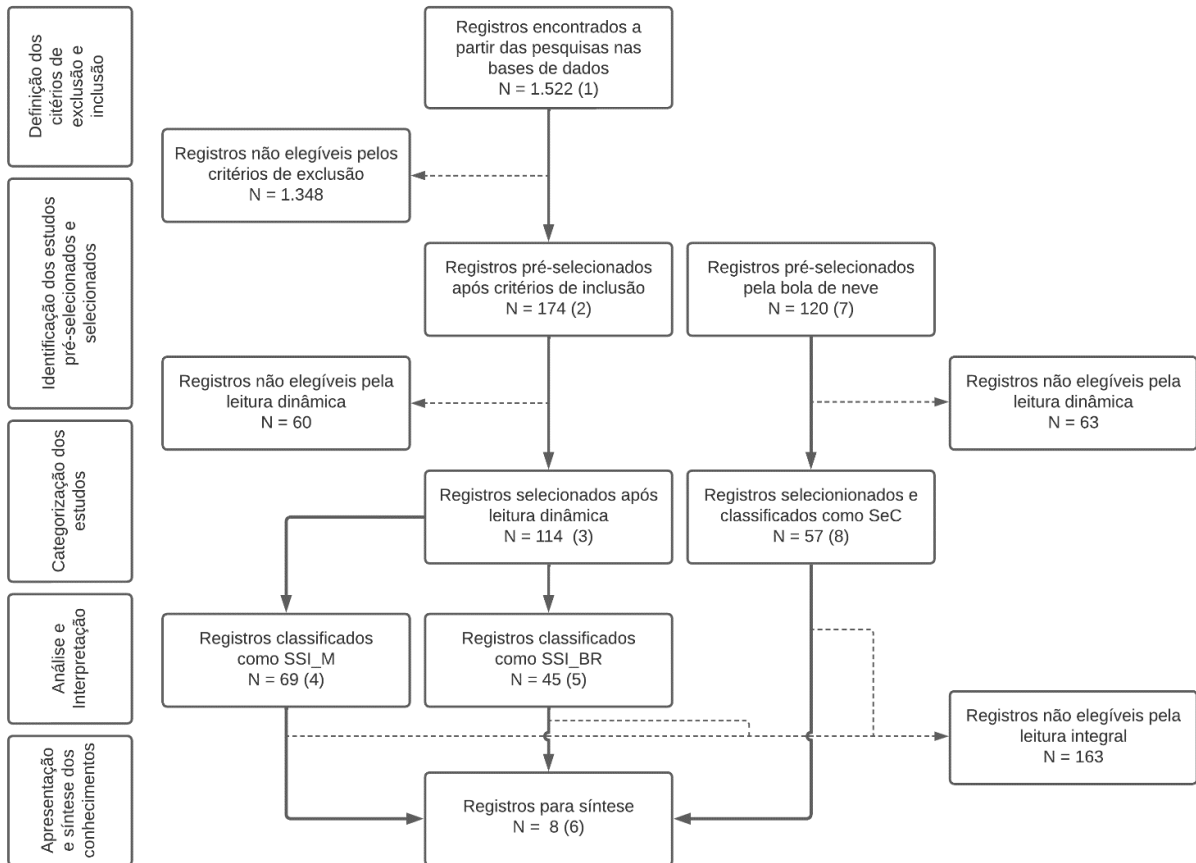 Definição dos
citérios de
exclusão e
inclusão
Registros encontrados a
partir das pesquisas nas
bases de dados
N = 1.522 (1)
Registros não elegíveis pelos
critérios de exclusão
N = 1.348
Identificação dos estudos
pré-selecionados e
selecionados
Registros pré-selecionados
após critérios de inclusão
N = 174 (2)
Registros pré-selecionados
pela bola de neve
N = 120 (7)
Registros não elegíveis pela
leitura dinâmica
N = 60
Registros não elegíveis pela
leitura dinâmica
N = 63
Categorização dos
estudos
Registros selecionados após
leitura dinâmica
N = 114 (3)
Registros selecionionados e
classificados como SeC
N = 57 (8)
Análise e
Interpretação
Registros classificados
como SSI_M
N = 69 (4)
Registros classificados
como SSI_BR
N = 45 (5)
Registros não elegíveis pela
leitura integral
N = 163
Apresentação
e síntese dos
conhecimentos
Registros para síntese
N = 8 (6)